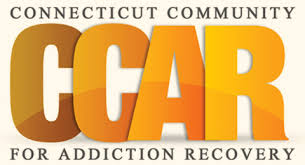 CONNECTICUT COMMUNITY
CCAR
FOR ADDICTION RECOVERY